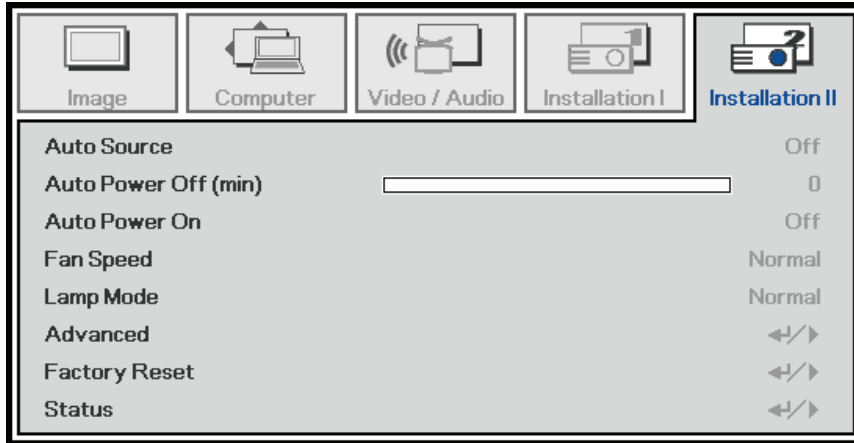 Image Computer Video / Audio Installation I Installation II
Auto Source Off
Auto Power Off (min) 0
Auto Power On Off
Fan Speed Normal
Lamp Mode Normal
Advanced
Factory Reset
Status